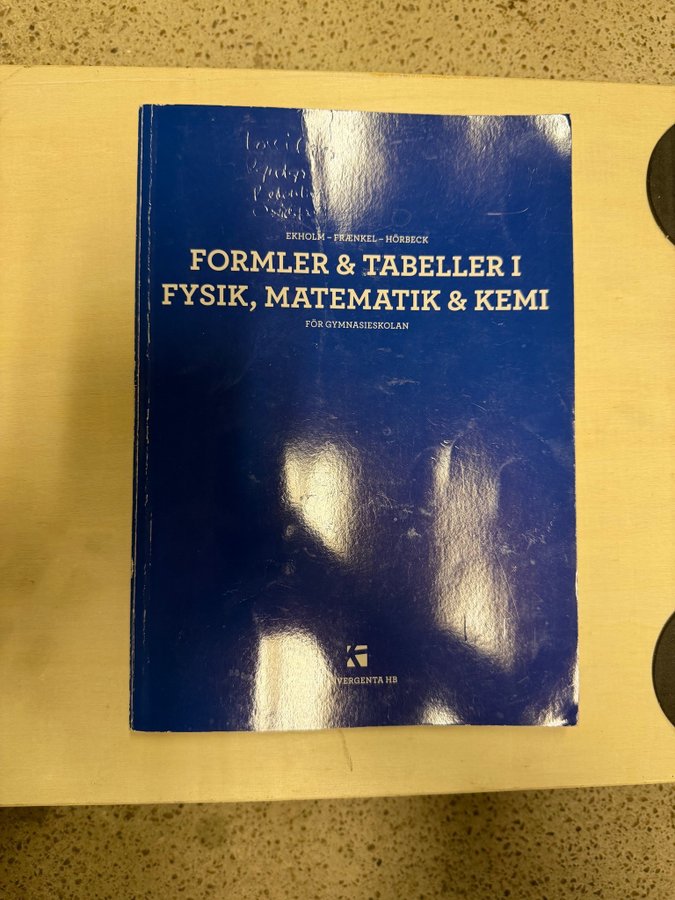 EKHOLM – FRÆNKEL – HÖRBECK
FORMLER & TABELLER I
FYSIK, MATEMATIK & KEMI
FÖR GYMNASIESKOLAN
VERGENTA HB